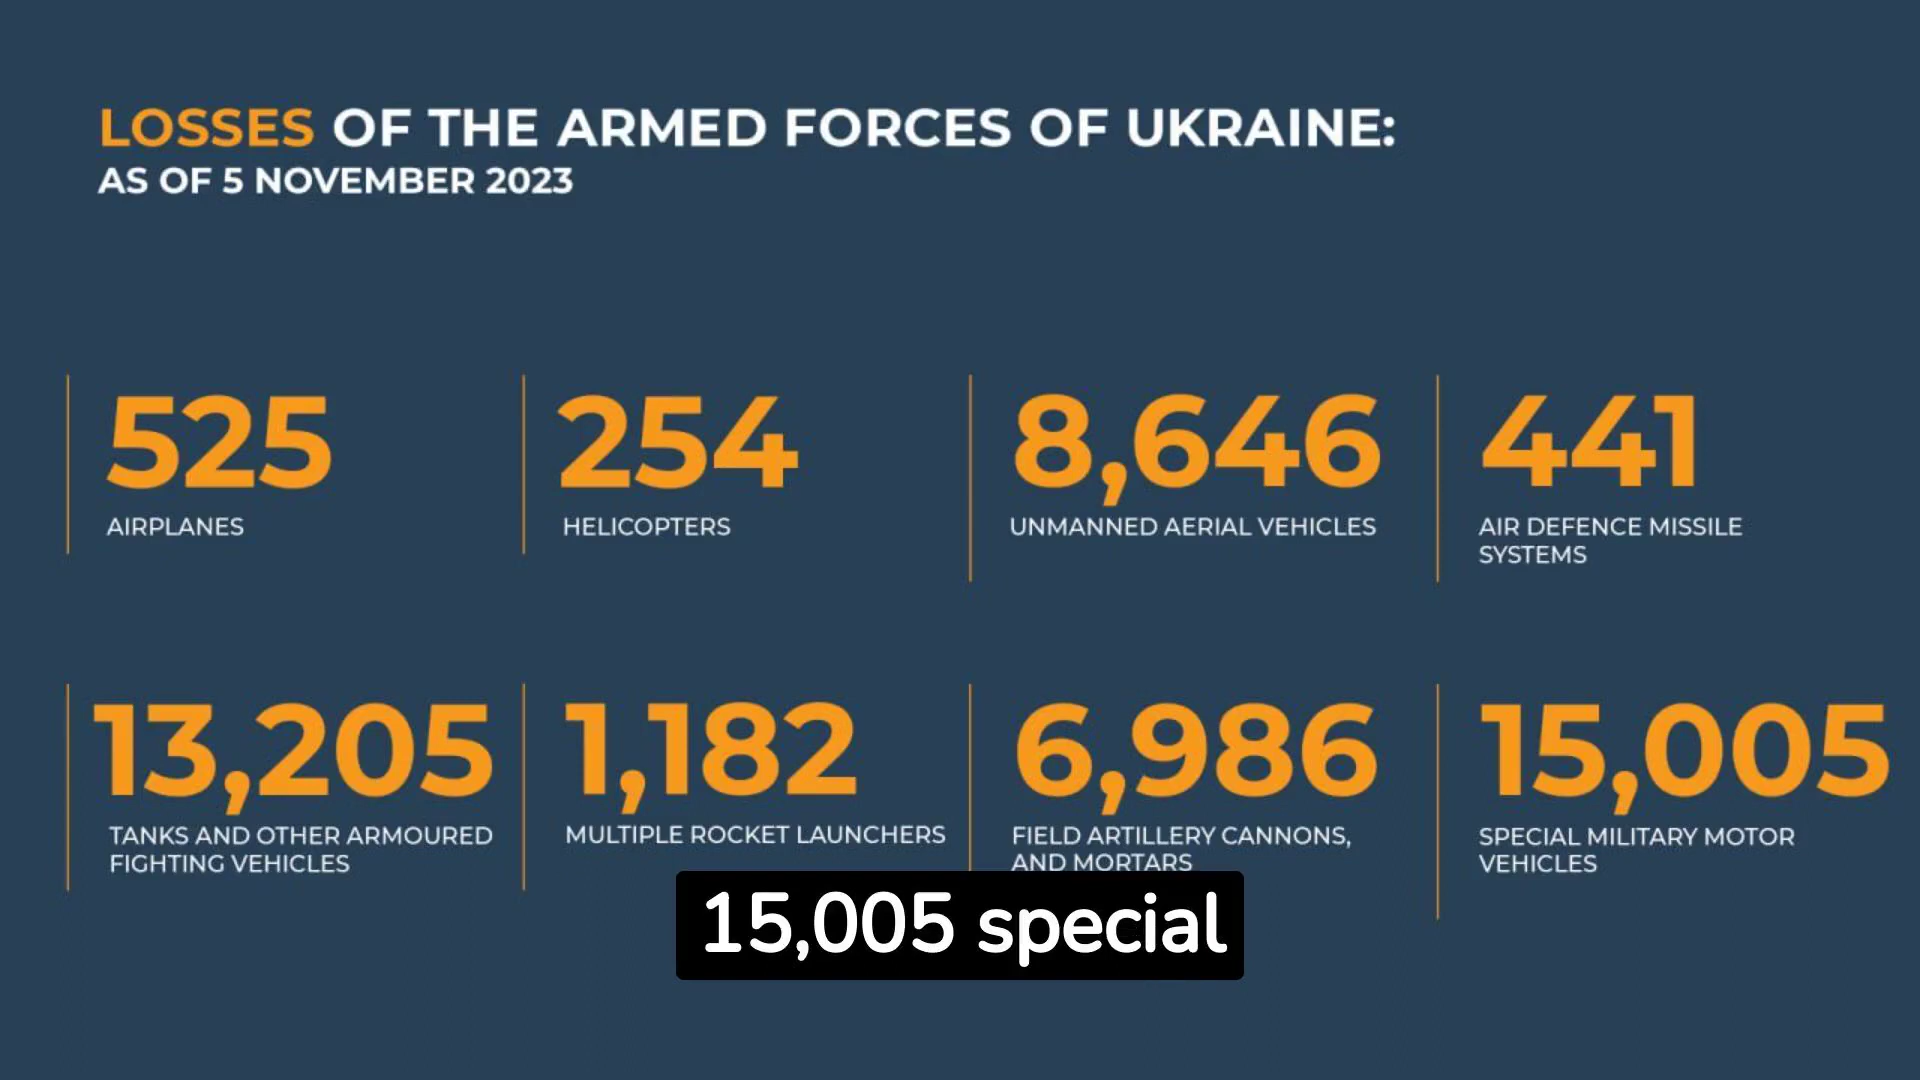 LOSSES OF THE ARMED FORCES OF UKRAINE:
AS OF 5 NOVEMBER 2023
525
AIRPLANES
254
HELICOPTERS
8,646
UNMANNED AERIAL VEHICLES
441
AIR DEFENCE MISSILE
SYSTEMS
13,205
TANKS AND OTHER ARMOURED
FIGHTING VEHICLES
1,182
MULTIPLE ROCKET LAUNCHERS
6,986
FIELD ARTILLERY CANNONS,
AND MORTARS
15,005
SPECIAL MILITARY MOTOR
VEHICLES
15,005 special